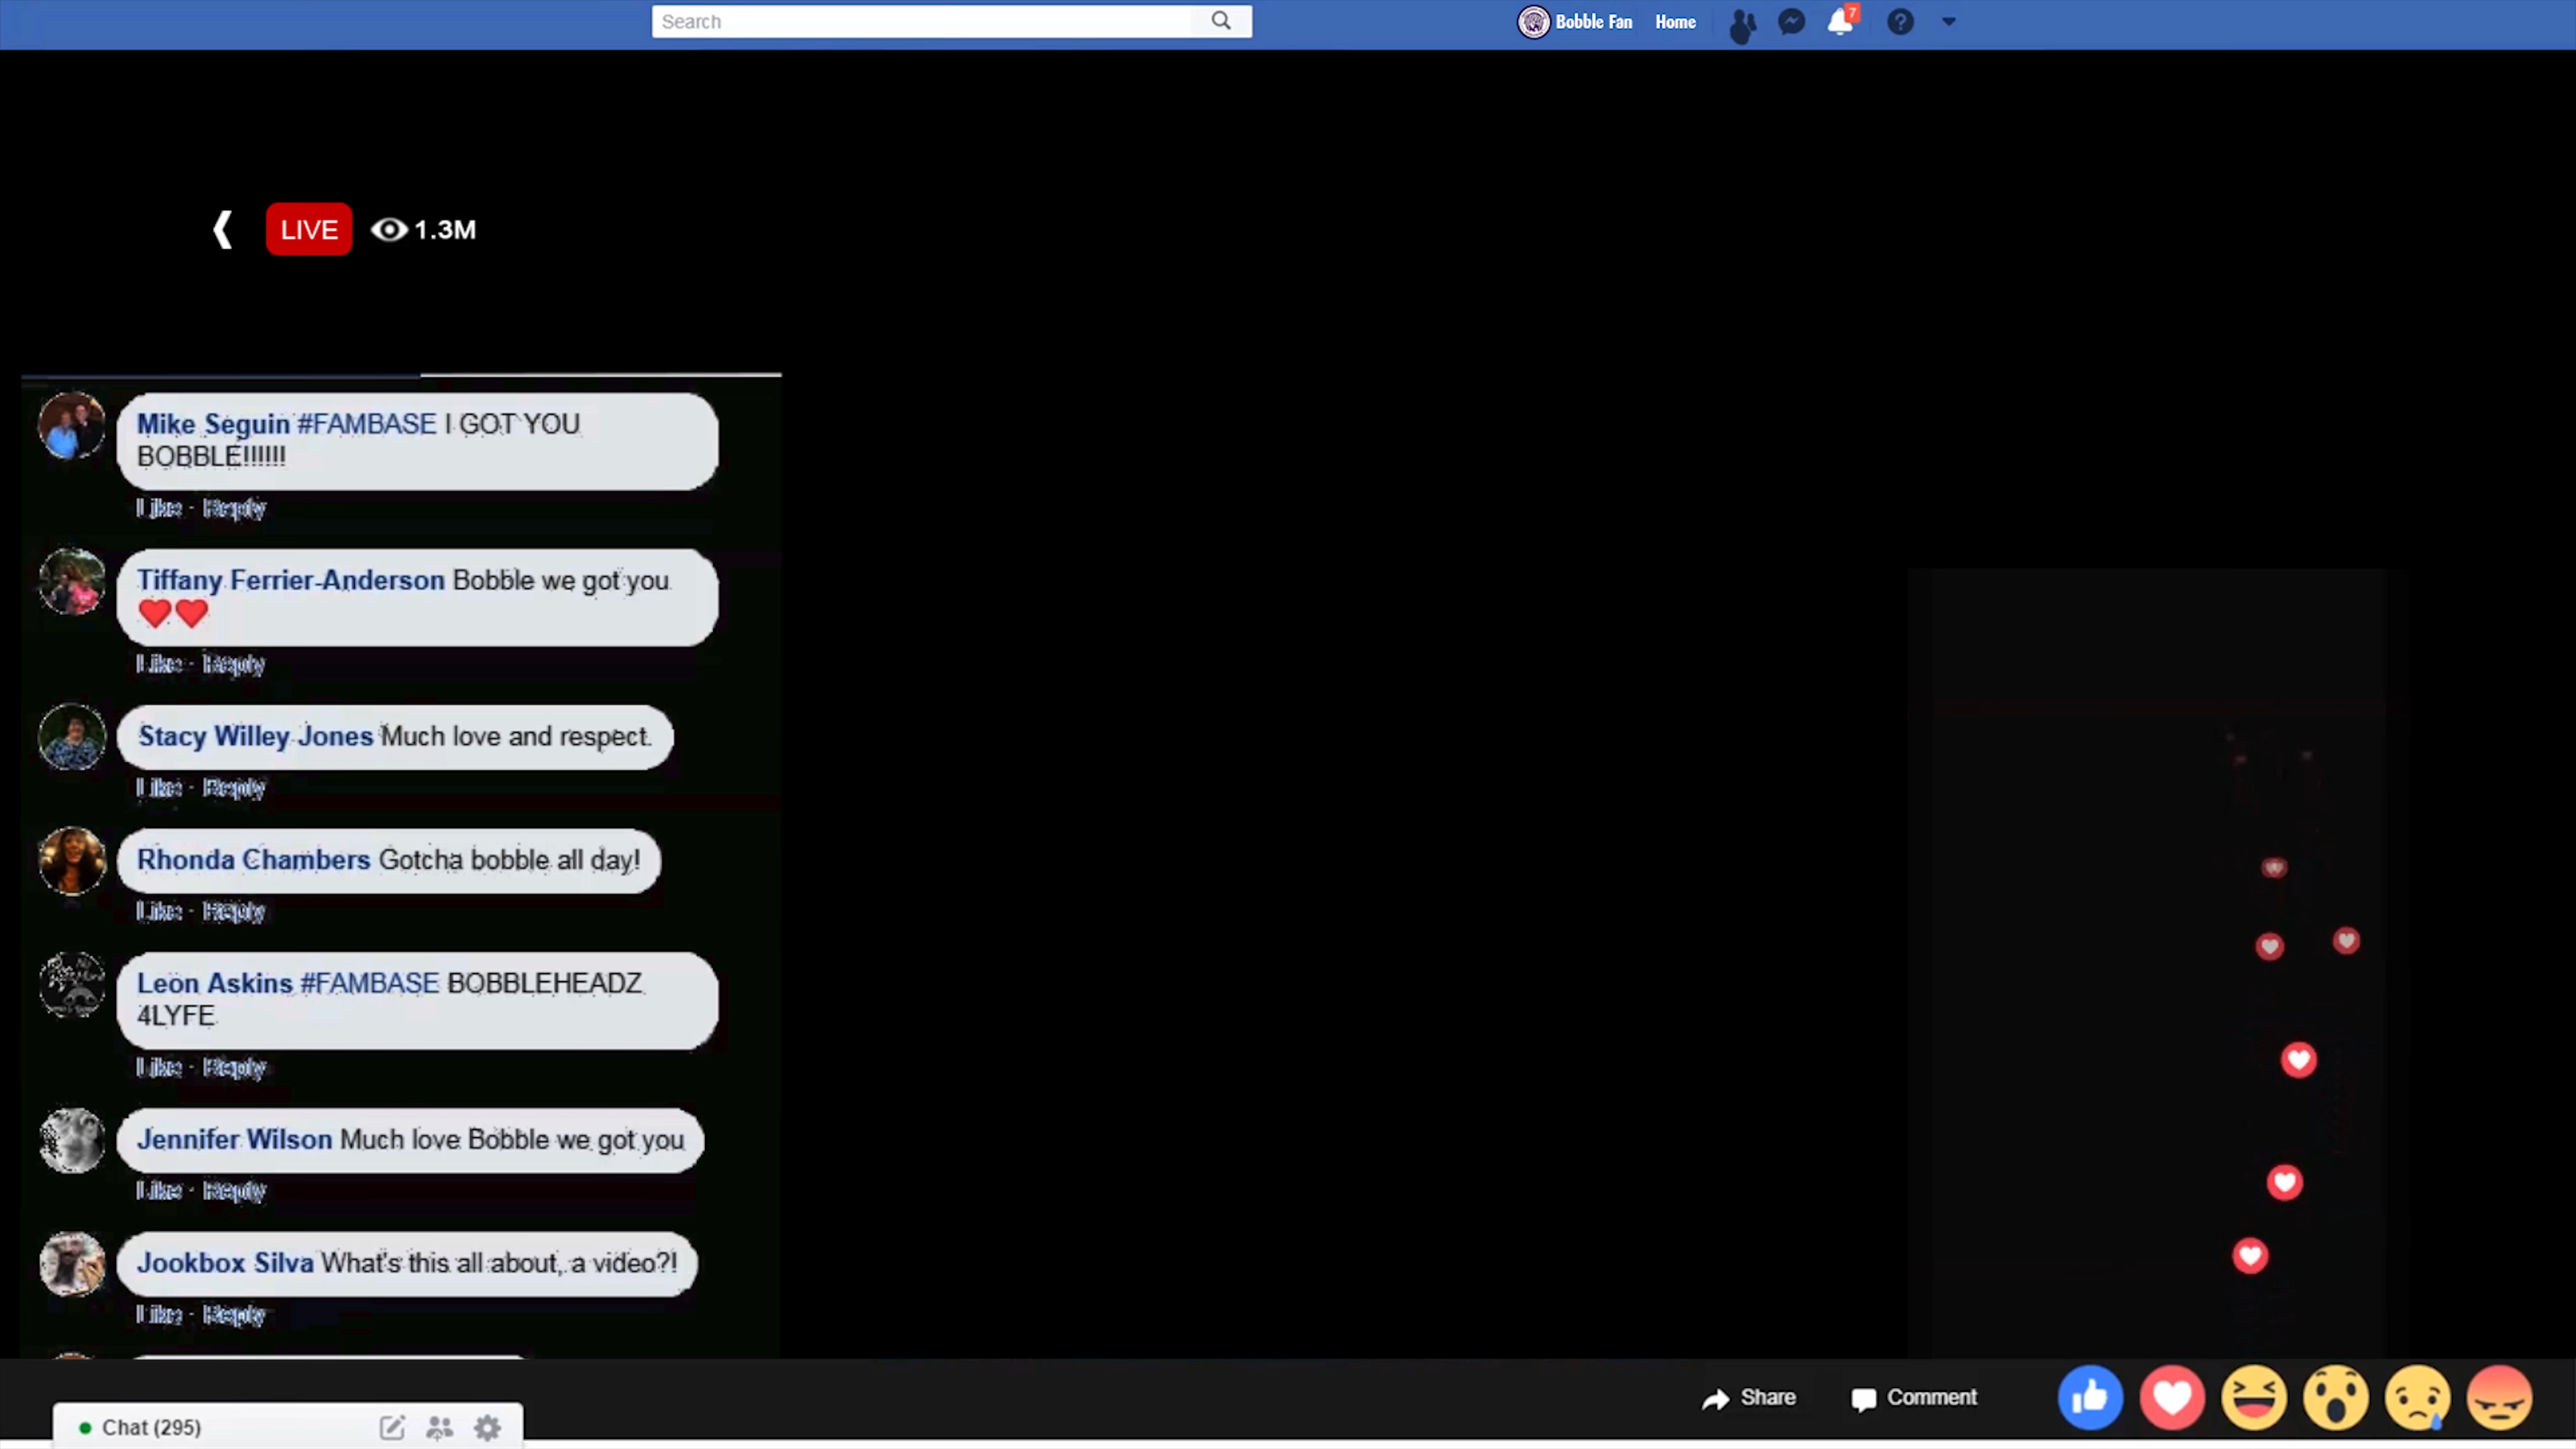 Search
Bobble Fan Home
7
LIVE 1.3M
Mike Seguin #FAMBASE I GOT YOU
BOBBLE!!!!!!
Like · Reply
Tiffany Ferrier-Anderson Bobble we got you
Like · Reply
Stacy Willey Jones Much love and respect.
Like · Reply
Rhonda Chambers Gotcha bobble all day!
Like · Reply
Leon Askins #FAMBASE BOBBLEHEADZ
4LYFE
Like · Reply
Jennifer Wilson Much love Bobble we got you
Like · Reply
Jookbox Silva What's this all about, a video?!
Like · Reply
Share Comment
Chat (295)